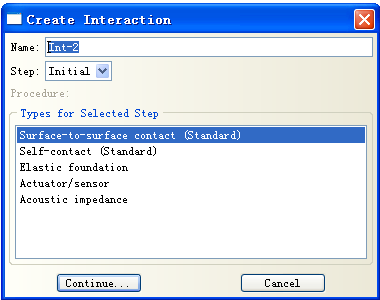 Create Interaction
Name: Int-2
Step: Initial
Procedure:
Types for Selected Step
Surface-to-surface contact (Standard)
Self-contact (Standard)
Elastic foundation
Actuator/sensor
Acoustic impedance
Continue... Cancel